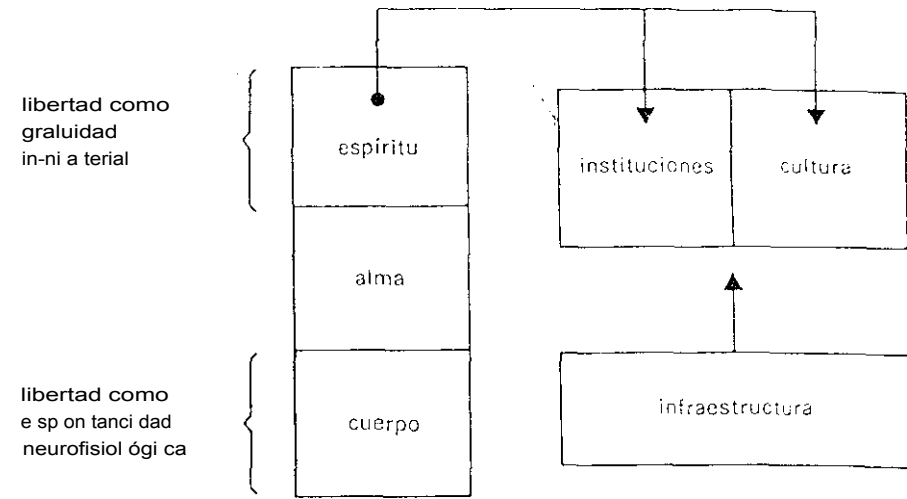 libertad como
graluidad
in-ni a terial
espíritu
instituciones
cultura
alma
libertad como
e sp on tanci dad
neurofisiol ógi ca
cuerpo
infraestructura